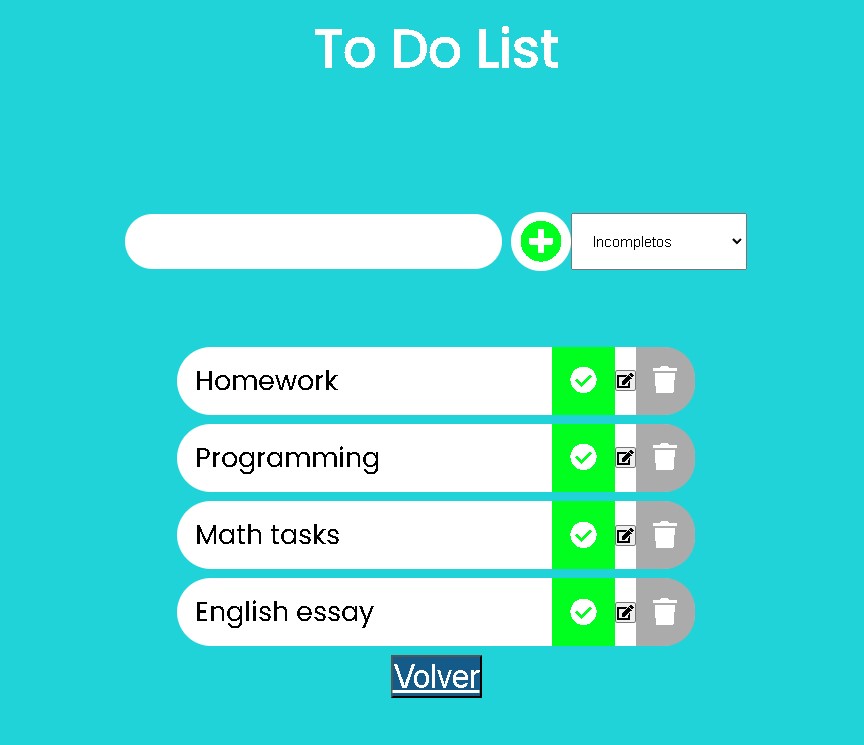 To Do List
Incompletos
Homework
Programming
Math tasks
English essay
Volver